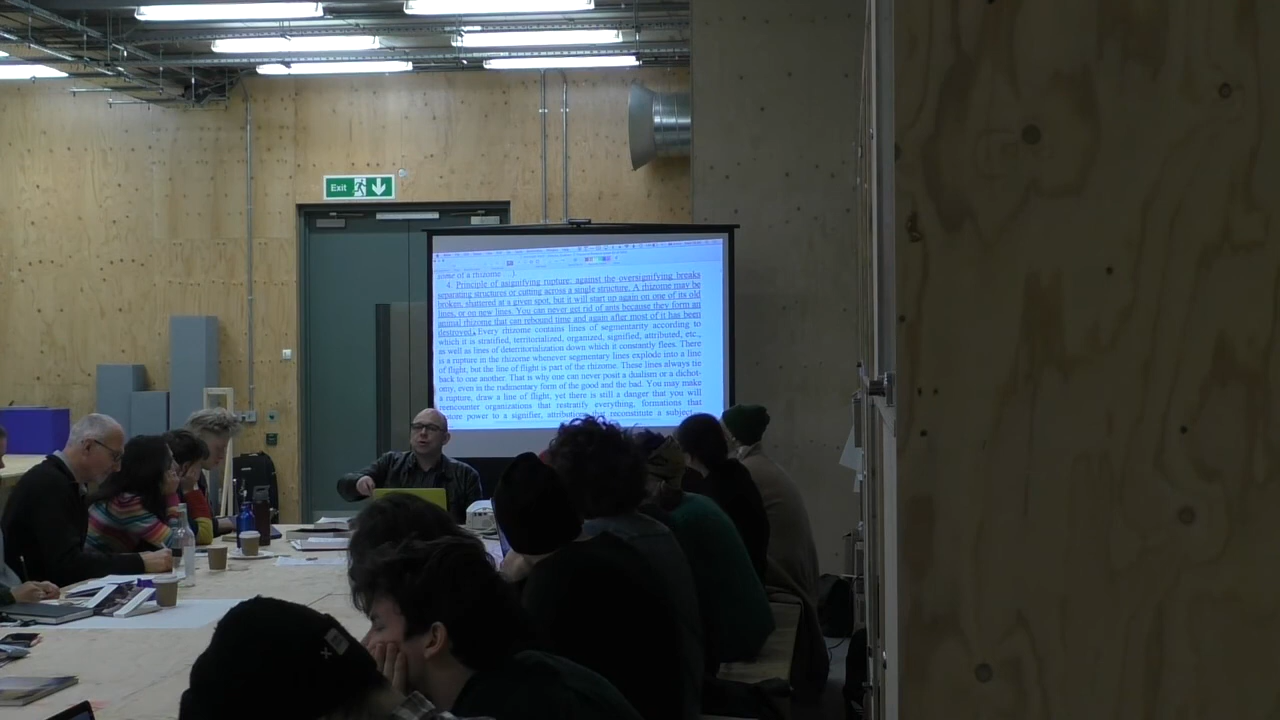 Exit
some of a rhizome ).
4. Principle of asignifying rupture: against the oversignifying breaks
separating structures or cutting across a single structure. A rhizome may be
broken, shattered at a given spot, but it will start up again on one of its old
lines, or on new lines. You can never get rid of ants because they form an
animal rhizome that can rebound time and again after most of it has been
destroyed. Every rhizome contains lines of segmentarity according to
which it is stratified, territorialized, organized, signified, attributed, etc.,
as well as lines of deterritorialization down which it constantly flees. There
is a rupture in the rhizome whenever segmentary lines explode into a line
of flight, but the line of flight is part of the rhizome. These lines always tie
back to one another. That is why one can never posit a dualism or a dichot-
omy, even in the rudimentary form of the good and the bad. You may make
a rupture, draw a line of flight, yet there is still a danger that you will
reencounter organizations that restratify everything, formations that
power to a signifier, attributions that reconstitute a subject